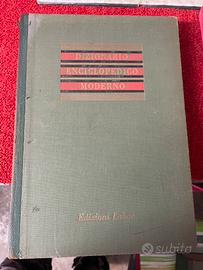 DIZIONARIO
ENCICLOPEDICO
MODERNO
Edizioni Labor
subito